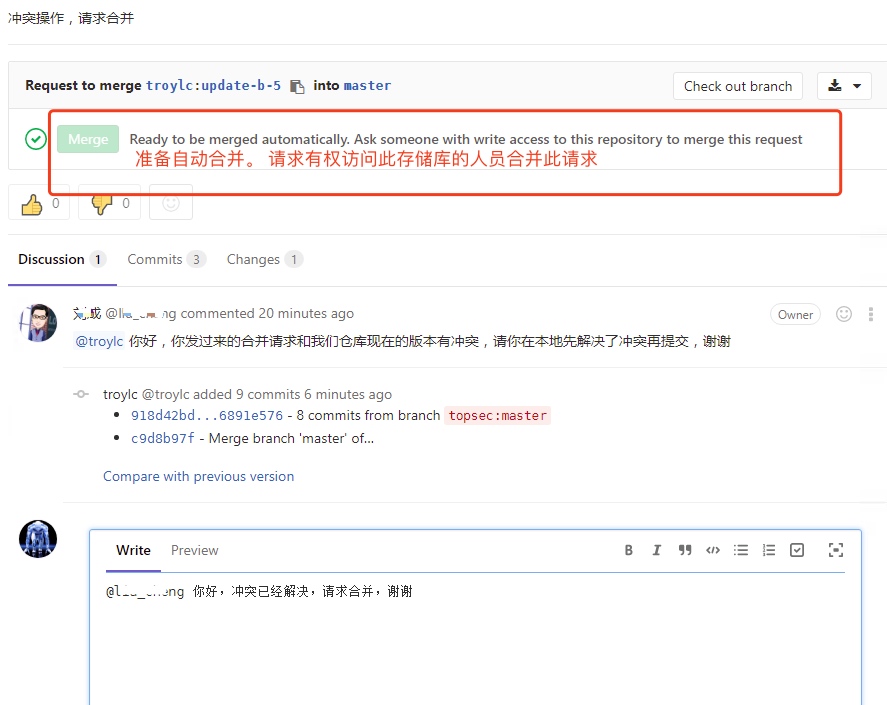 冲突操作，请求合并
Request to merge troylc:update-b-5 into master
Check out branch
Merge Ready to be merged automatically. Ask someone with write access to this repository to merge this request
准备自动合并。 请求有权访问此存储库的人员合并此请求
0 0
Discussion 1 Commits 3 Changes 1
commented 20 minutes ago Owner
@troylc 你好，你发过来的合并请求和我们仓库现在的版本有冲突，请你在本地先解决了冲突再提交，谢谢
troylc @troylc added 9 commits 6 minutes ago
918d42bd...6891e576 - 8 commits from branch topsec:master
c9d8b97f - Merge branch 'master' of...
Compare with previous version
Write Preview
你好，冲突已经解决，请求合并，谢谢